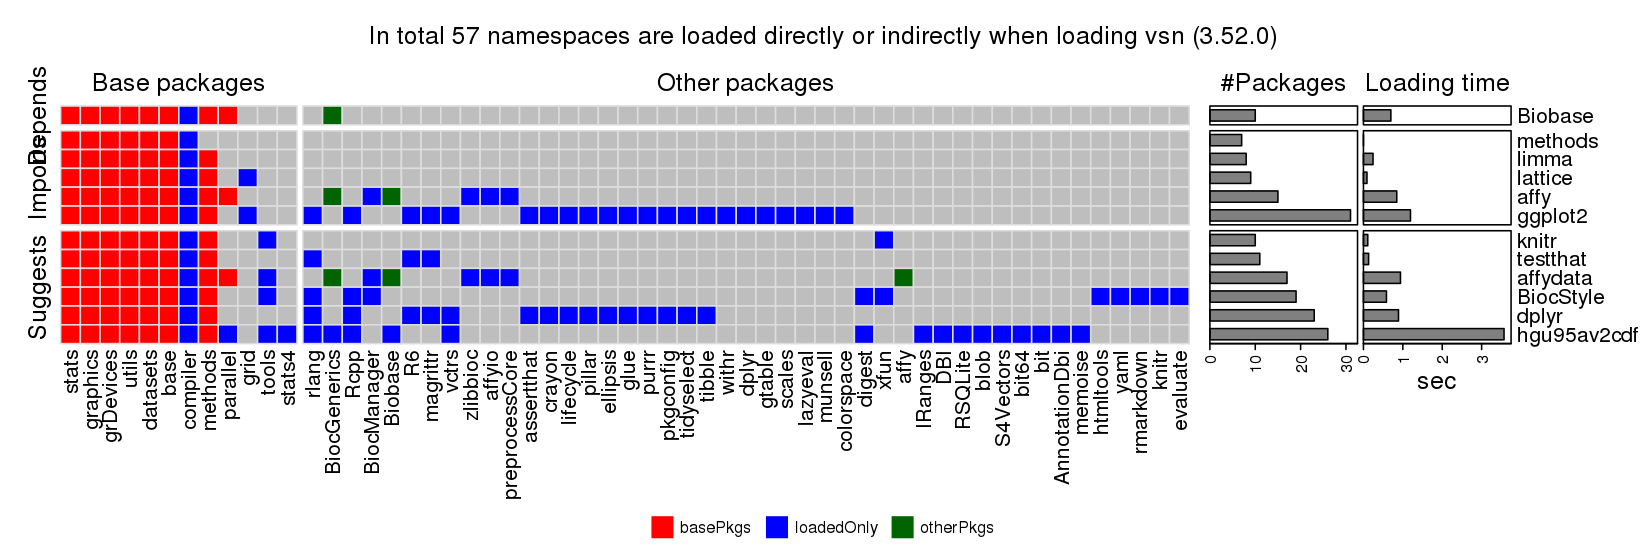 In total 57 namespaces are loaded directly or indirectly when loading vsn (3.52.0)
Base packages
Other packages
#Packages
Loading time
Depends
Imports
Suggests
Biobase
methods
limma
lattice
affy
ggplot2
knitr
testthat
affydata
BiocStyle
dplyr
hgu95av2cdf
stats
graphics
grDevices
utils
datasets
base
compiler
methods
parallel
grid
tools
stats4
rlang
BiocGenerics
Rcpp
BiocManager
Biobase
R6
magrittr
vctrs
zlibbioc
affyio
preprocessCore
assertthat
crayon
lifecycle
pillar
ellipsis
glue
purrr
pkgconfig
tidyselect
tibble
withr
dplyr
gtable
scales
lazyeval
munsell
colorspace
digest
xfun
affy
IRanges
DBI
RSQLite
blob
S4Vectors
bit64
bit
AnnotationDbi
memoise
htmltools
yaml
rmarkdown
knitr
evaluate
0 10 20 30
0 1 2 3
sec
basePkgs loadedOnly otherPkgs